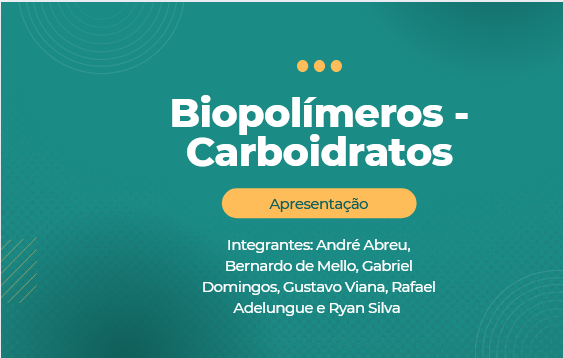 Biopolímeros -
Carboidratos
Apresentação
Integrantes: André Abreu,
Bernardo de Mello, Gabriel
Domingos, Gustavo Viana, Rafael
Adelungue e Ryan Silva